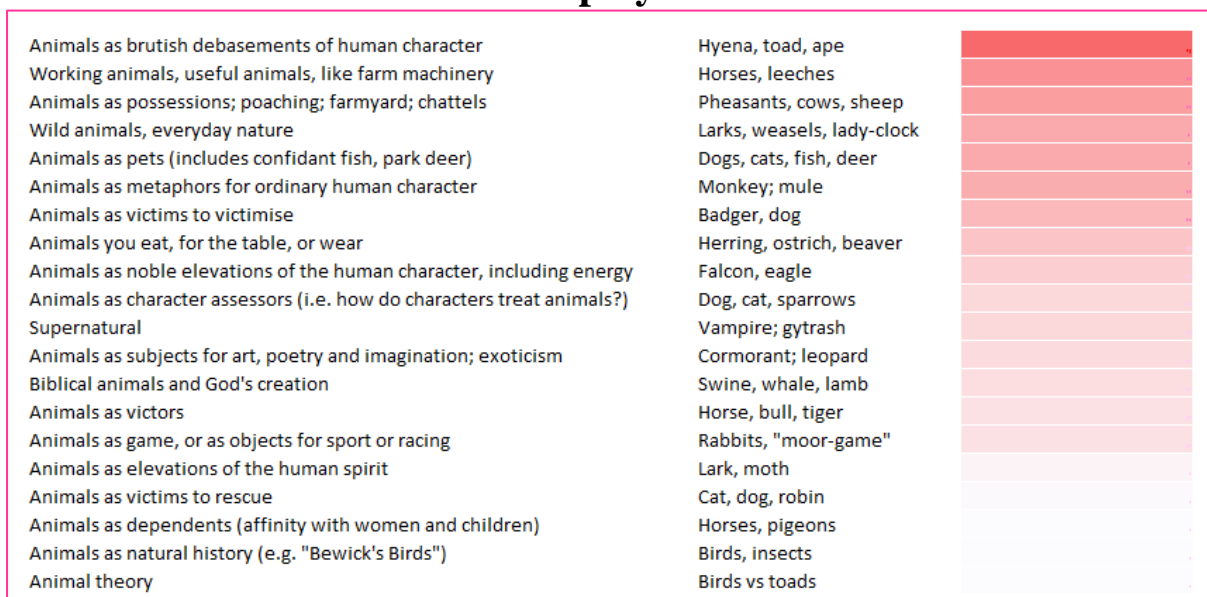 Animals as brutish debasements of human character Hyena, toad, ape
Working animals, useful animals, like farm machinery Horses, leeches
Animals as possessions; poaching; farmyard; chattels Pheasants, cows, sheep
Wild animals, everyday nature Larks, weasels, lady-clock
Animals as pets (includes confidant fish, park deer) Dogs, cats, fish, deer
Animals as metaphors for ordinary human character Monkey; mule
Animals as victims to victimise Badger, dog
Animals you eat, for the table, or wear Herring, ostrich, beaver
Animals as noble elevations of the human character, including energy Falcon, eagle
Animals as character assessors (i.e. how do characters treat animals?) Dog, cat, sparrows
Supernatural Vampire; gytrash
Animals as subjects for art, poetry and imagination; exoticism Cormorant; leopard
Biblical animals and God's creation Swine, whale, lamb
Animals as victors Horse, bull, tiger
Animals as game, or as objects for sport or racing Rabbits, "moor-game"
Animals as elevations of the human spirit Lark, moth
Animals as victims to rescue Cat, dog, robin
Animals as dependents (affinity with women and children) Horses, pigeons
Animals as natural history (e.g. "Bewick's Birds") Birds, insects
Animal theory Birds vs toads